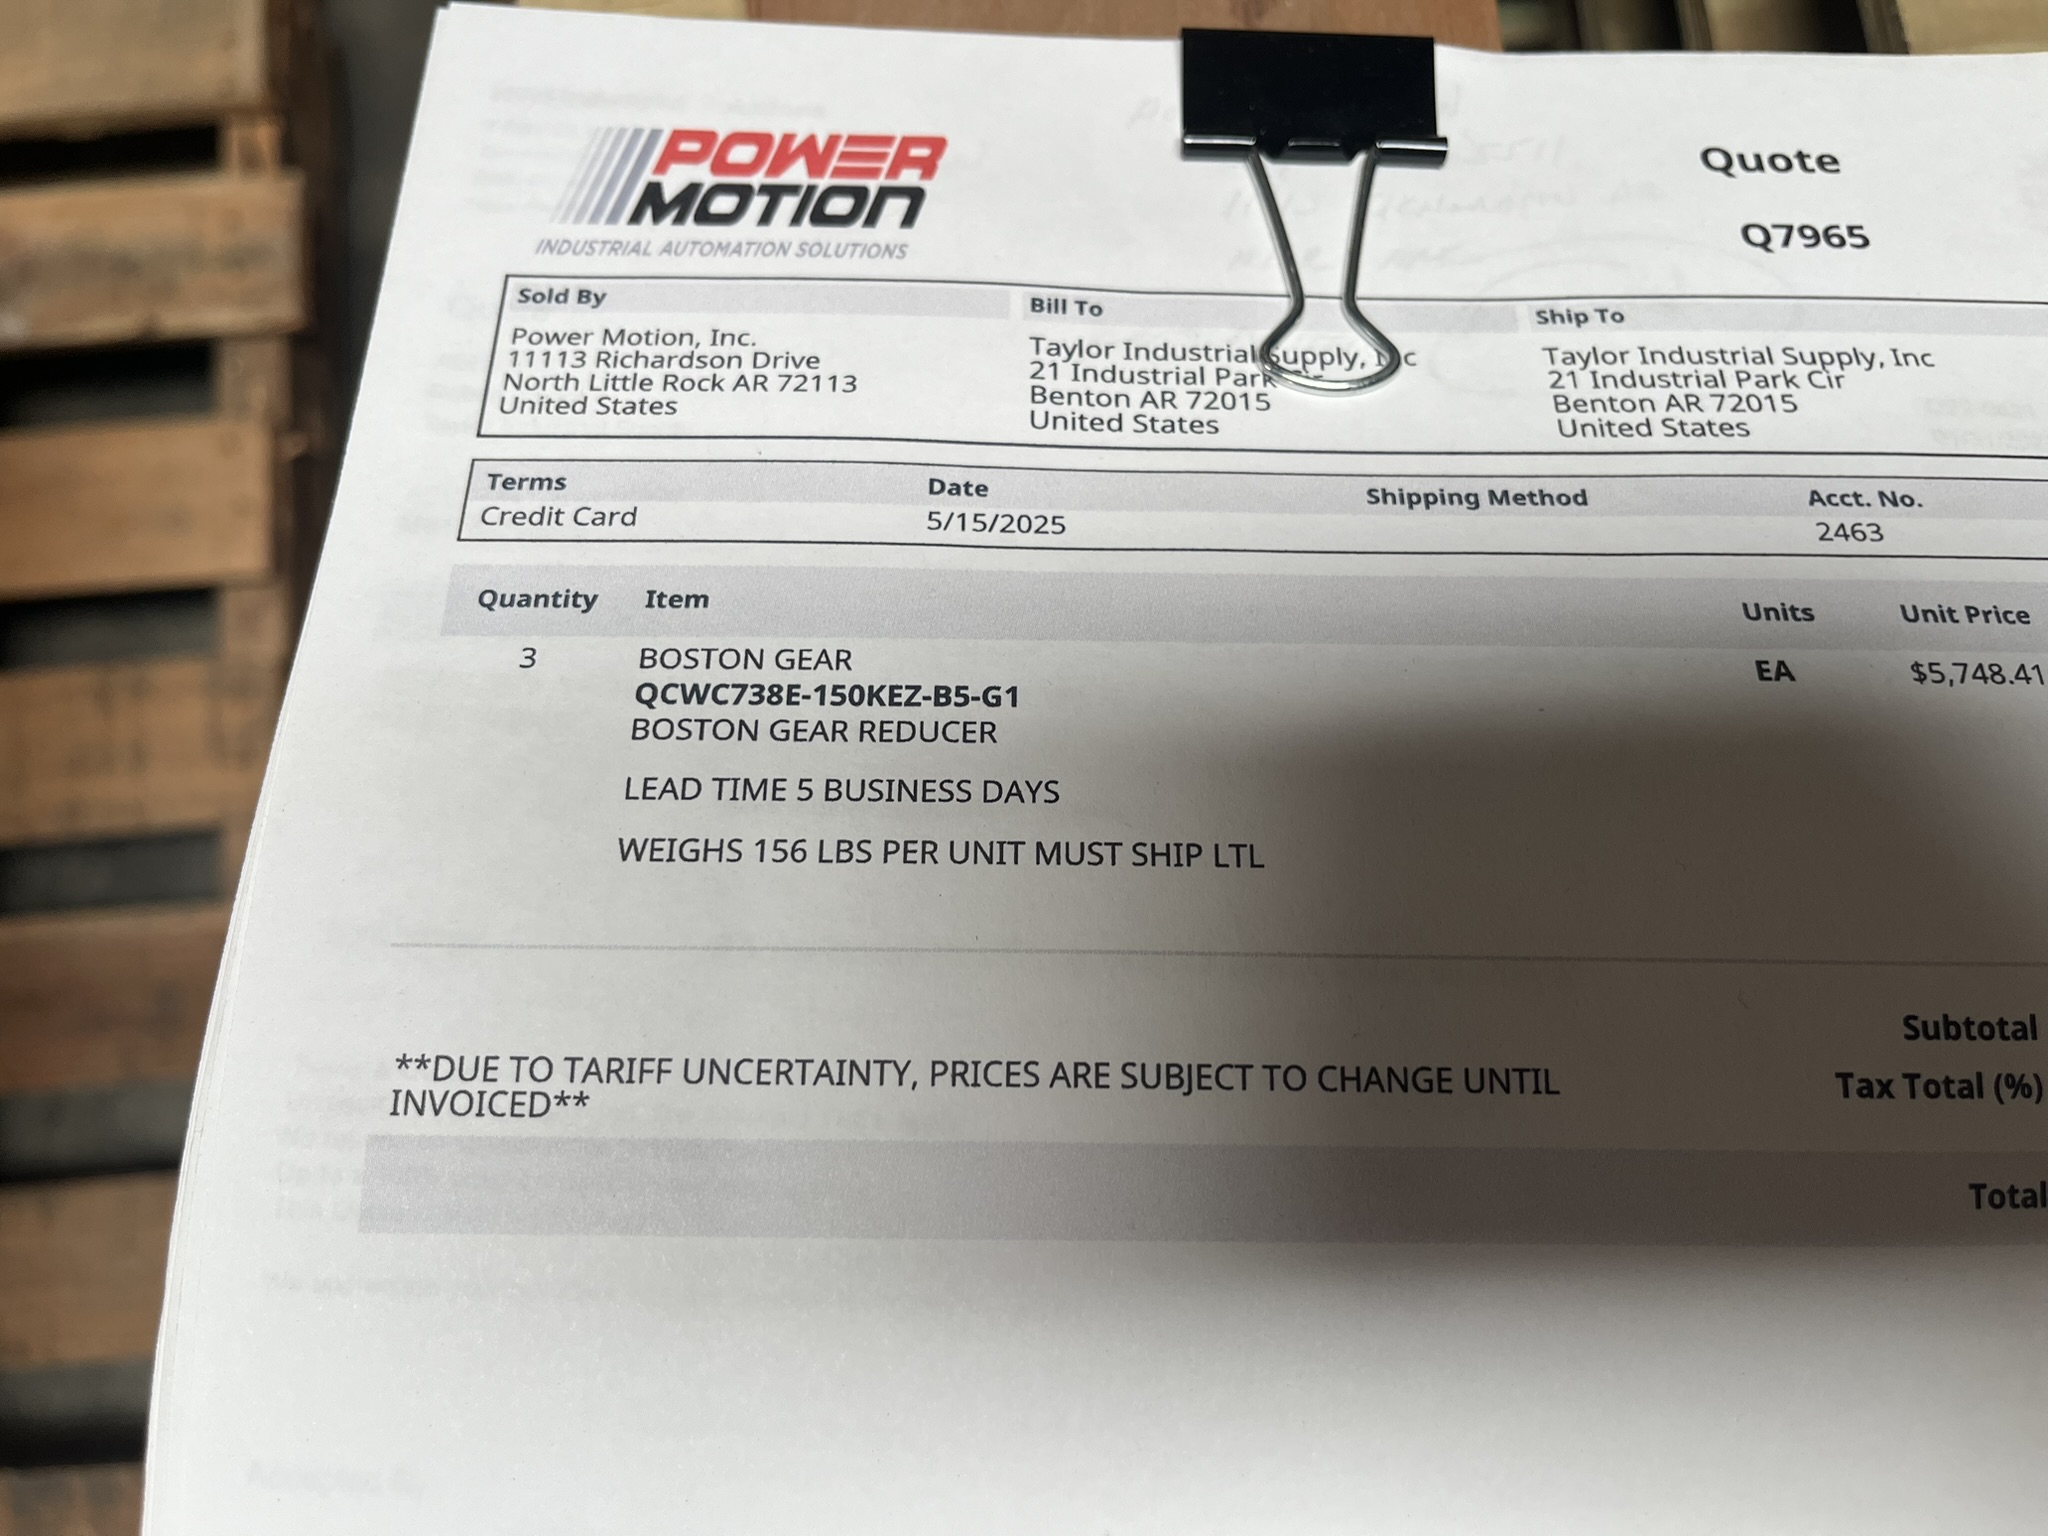 POWER
MOTION
INDUSTRIAL AUTOMATION SOLUTIONS
Quote
Q7965
Sold By
Power Motion, Inc.
11113 Richardson Drive
North Little Rock AR 72113
United States
Bill To
Taylor Industrial Supply, Inc
21 Industrial Park
Benton AR 72015
United States
Ship To
Taylor Industrial Supply, Inc
21 Industrial Park Cir
Benton AR 72015
United States
Terms Date Shipping Method Acct. No.
Credit Card 5/15/2025 2463
Quantity Item Units Unit Price
3 BOSTON GEAR EA $5,748.41
QCWC738E-150KEZ-B5-G1
BOSTON GEAR REDUCER
LEAD TIME 5 BUSINESS DAYS
WEIGHS 156 LBS PER UNIT MUST SHIP LTL
Subtotal
**DUE TO TARIFF UNCERTAINTY, PRICES ARE SUBJECT TO CHANGE UNTIL
INVOICED**
Tax Total (%)
Total